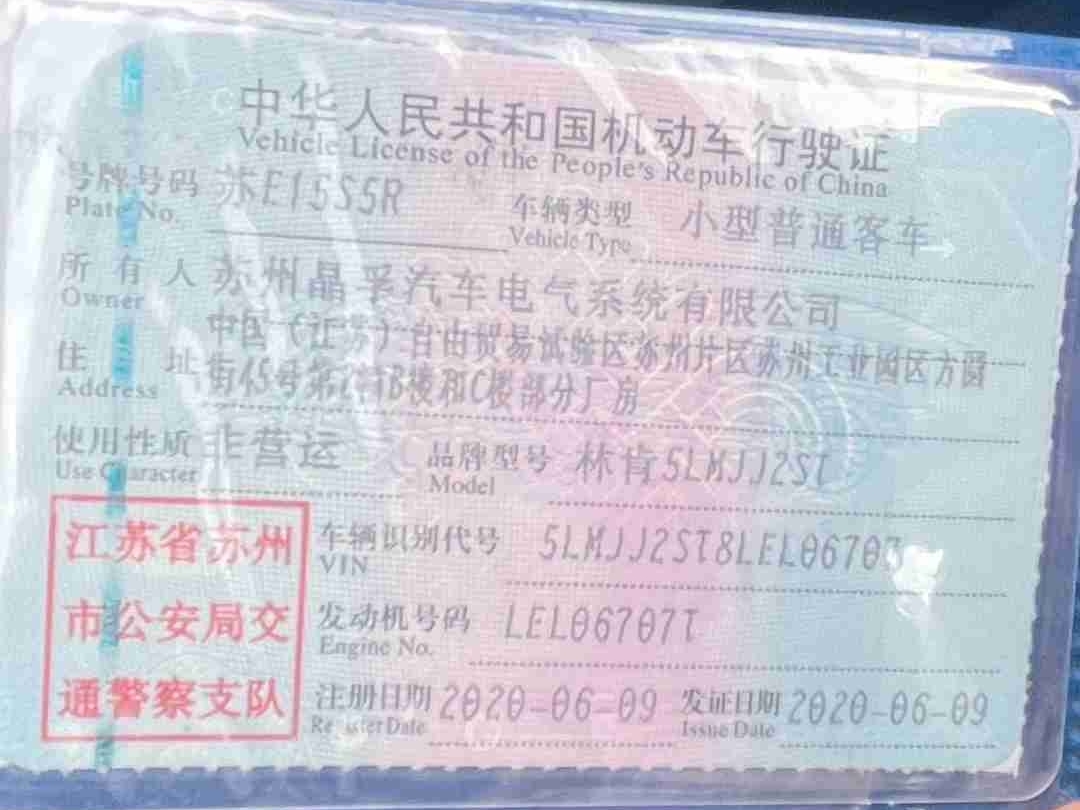 中华人民共和国机动车行驶证
Vehicle License of the People's Republic of China
号牌号码 苏E15S5R 车辆类型 小型普通客车
Plate No. Vehicle Type
所有人 苏州晶孚汽车电气系统有限公司
Owner
住址 中国（江苏）自由贸易试验区苏州片区苏州工业园区方圆
Address 街45号第 B楼和C楼部分厂房
使用性质 非营运 品牌型号 林肯5LMJJ2ST
Use Character Model
江苏省苏州 车辆识别代号 5LMJJ2ST8LEL06707
VIN
市公安局交 发动机号码 LEL06707T
Engine No.
通警察支队 注册日期 2020-06-09 发证日期 2020-06-09
Register Date Issue Date